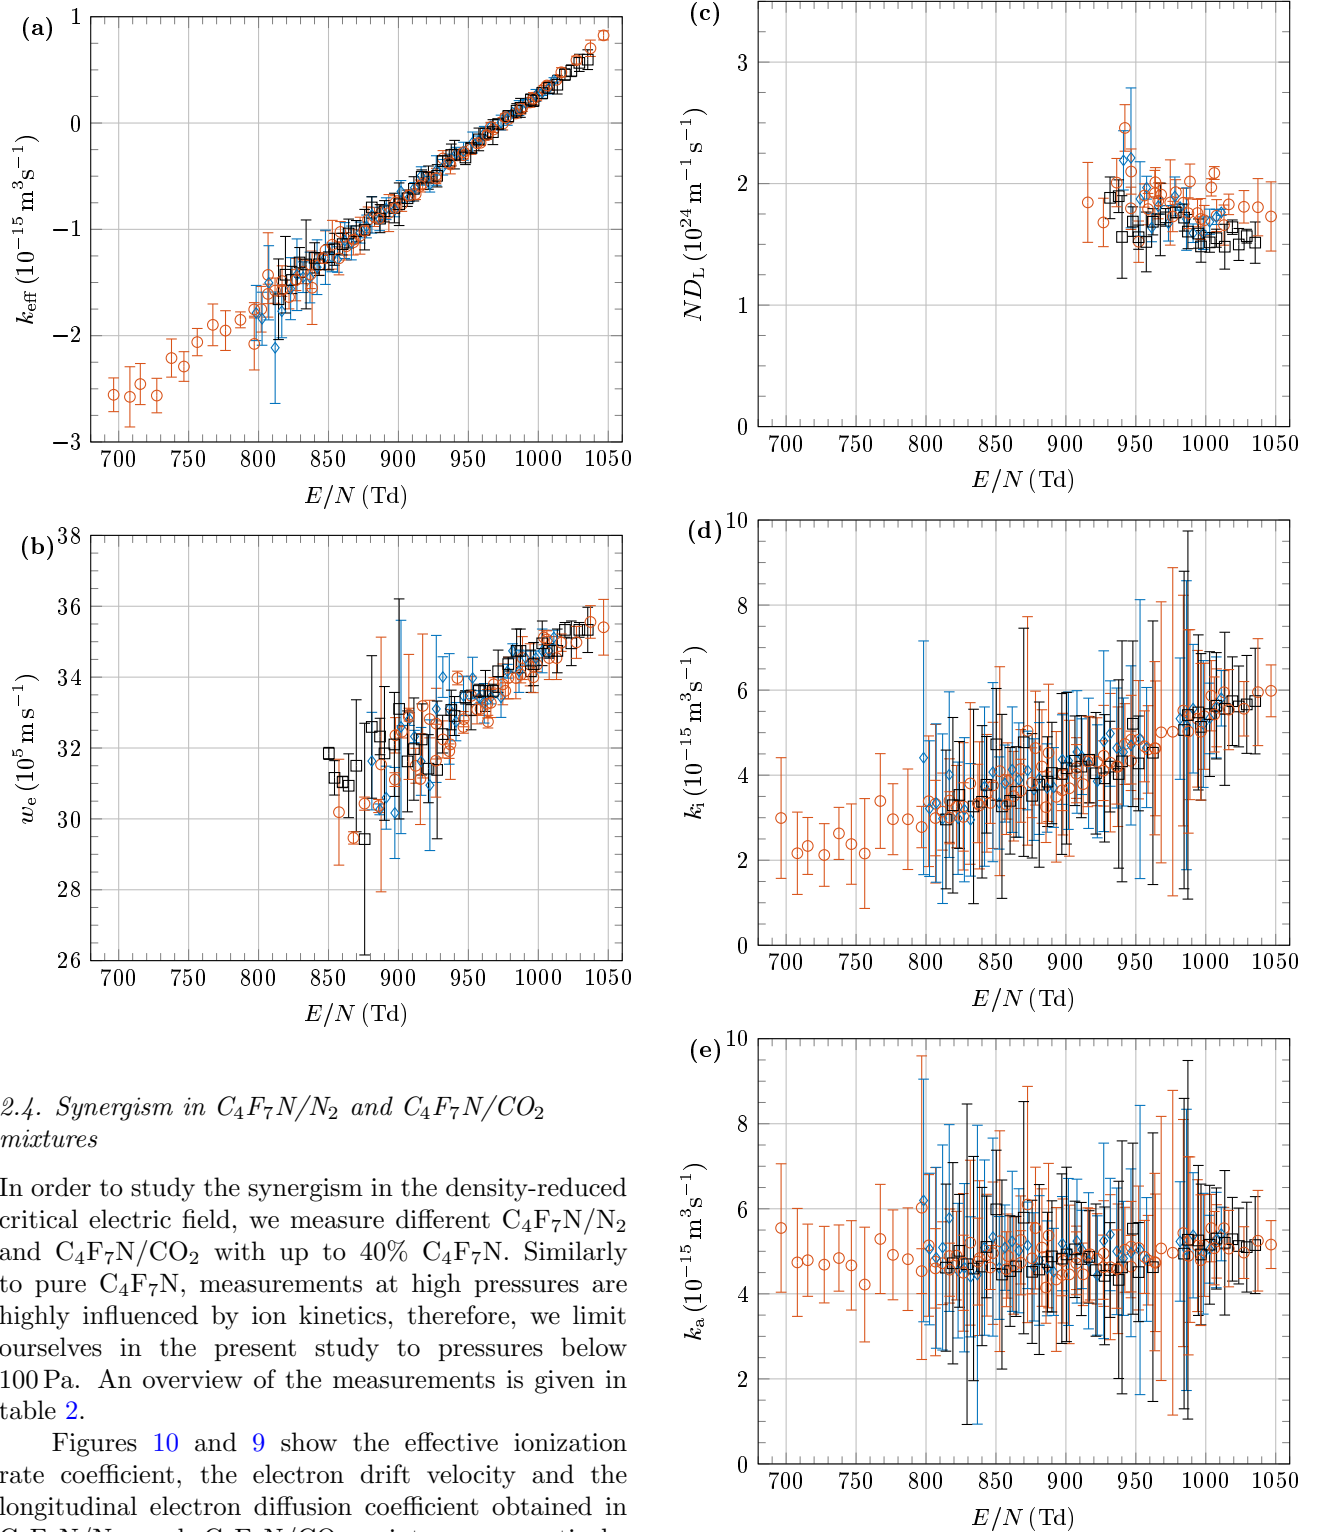 (a)
1
0
−1
−2
−3
k_eff (10⁻¹⁵ m³s⁻¹)
700 750 800 850 900 950 1000 1050
E/N (Td)
(b)
38
36
34
32
30
28
26
w_e (10⁵ m s⁻¹)
700 750 800 850 900 950 1000 1050
E/N (Td)
2.4. Synergism in C₄F₇N/N₂ and C₄F₇N/CO₂
mixtures
In order to study the synergism in the density-reduced
critical electric field, we measure different C₄F₇N/N₂
and C₄F₇N/CO₂ with up to 40% C₄F₇N. Similarly
to pure C₄F₇N, measurements at high pressures are
highly influenced by ion kinetics, therefore, we limit
ourselves in the present study to pressures below
100 Pa. An overview of the measurements is given in
table 2.
Figures 10 and 9 show the effective ionization
rate coefficient, the electron drift velocity and the
longitudinal electron diffusion coefficient obtained in
(c)
3
2
1
0
ND_L (10²⁴ m⁻¹ s⁻¹)
700 750 800 850 900 950 1000 1050
E/N (Td)
(d)
10
8
6
4
2
0
k_i (10⁻¹⁵ m³s⁻¹)
700 750 800 850 900 950 1000 1050
E/N (Td)
(e)
10
8
6
4
2
0
k_a (10⁻¹⁵ m³s⁻¹)
700 750 800 850 900 950 1000 1050
E/N (Td)